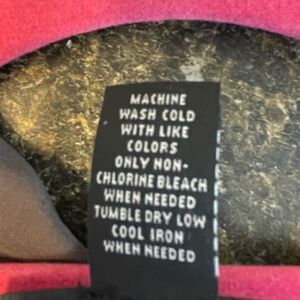 MACHINE
WASH COLD
WITH LIKE
COLORS
ONLY NON-
CHLORINE BLEACH
WHEN NEEDED
TUMBLE DRY LOW
COOL IRON
WHEN NEEDED